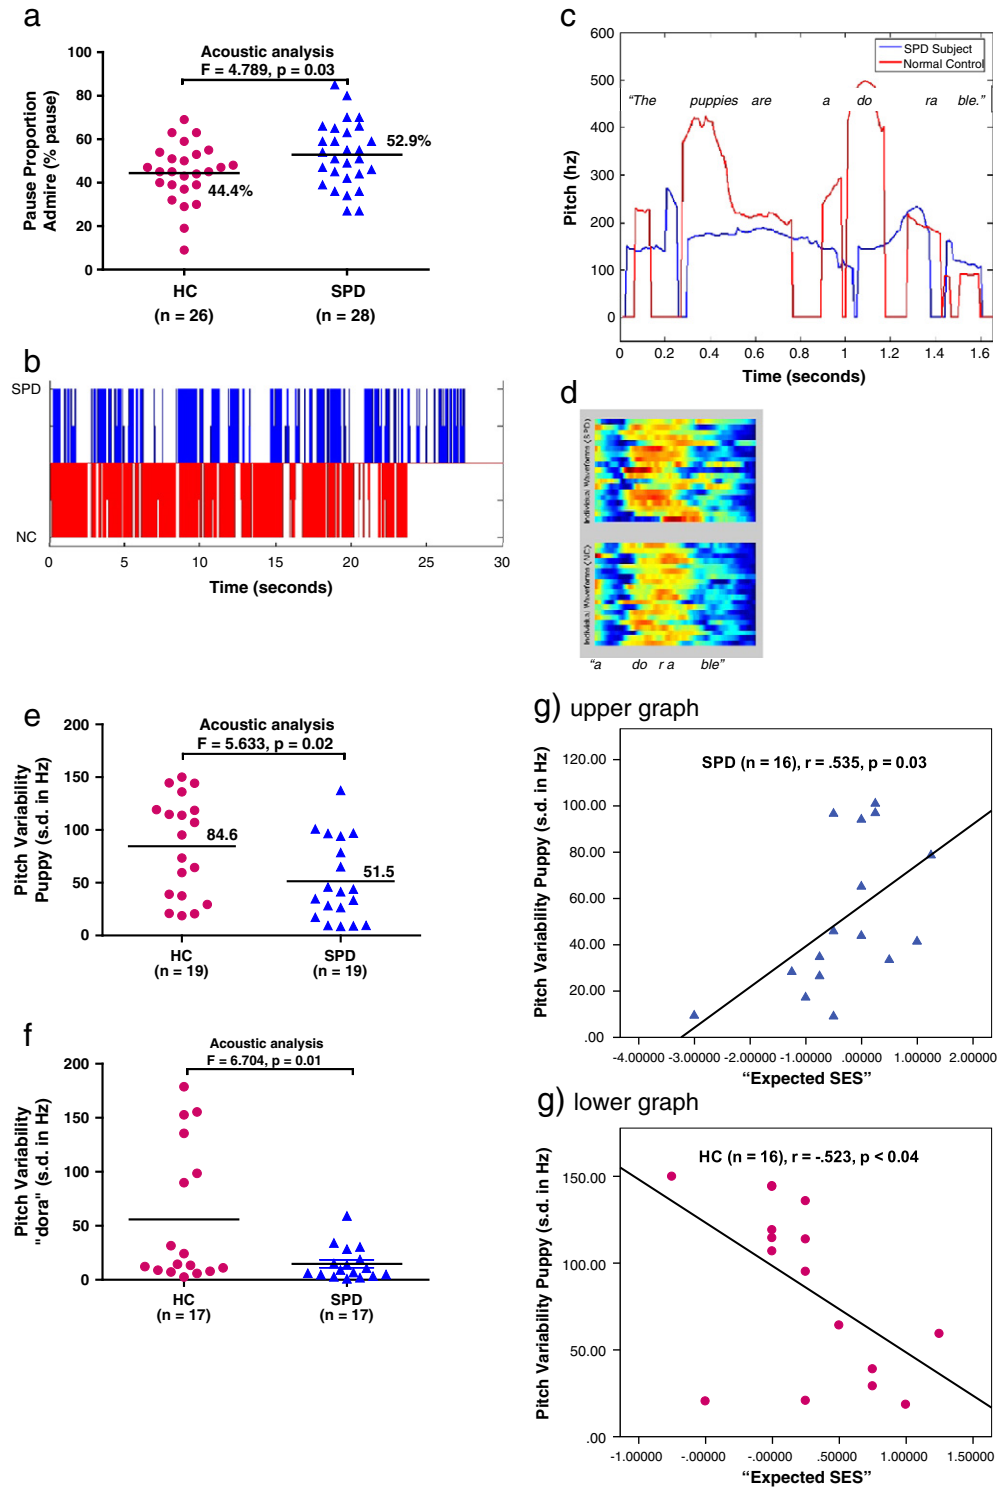 a
Acoustic analysis
F = 4.789, p = 0.03
Pause Proportion
Admire (% pause)
100
80
60
40
20
0
52.9%
44.4%
HC
(n = 26)
SPD
(n = 28)
b
SPD
NC
0
5
10
15
20
25
30
Time (seconds)
c
SPD Subject
Normal Control
"The puppies are a do ra ble."
Pitch (hz)
600
500
400
300
200
100
0
0
0.2
0.4
0.6
0.8
1
1.2
1.4
1.6
Time (seconds)
d
Individual Waveforms (SPD)
Individual Waveforms (NC)
"a do r a ble"
e
Acoustic analysis
F = 5.633, p = 0.02
Pitch Variability
Puppy (s.d. in Hz)
200
150
100
50
0
84.6
51.5
HC
(n = 19)
SPD
(n = 19)
f
Acoustic analysis
F = 6.704, p = 0.01
Pitch Variability
"dora" (s.d. in Hz)
200
150
100
50
0
HC
(n = 17)
SPD
(n = 17)
g) upper graph
SPD (n = 16), r = .535, p = 0.03
Pitch Variability Puppy (s.d. in Hz)
120.00
100.00
80.00
60.00
40.00
20.00
.00
-4.00000 -3.00000 -2.00000 -1.00000 .00000 1.00000 2.00000
"Expected SES"
g) lower graph
HC (n = 16), r = -.523, p < 0.04
Pitch Variability Puppy (s.d. in Hz)
150.00
100.00
50.00
.00
-1.00000 -.00000 -.00000 .50000 1.00000 1.50000
"Expected SES"